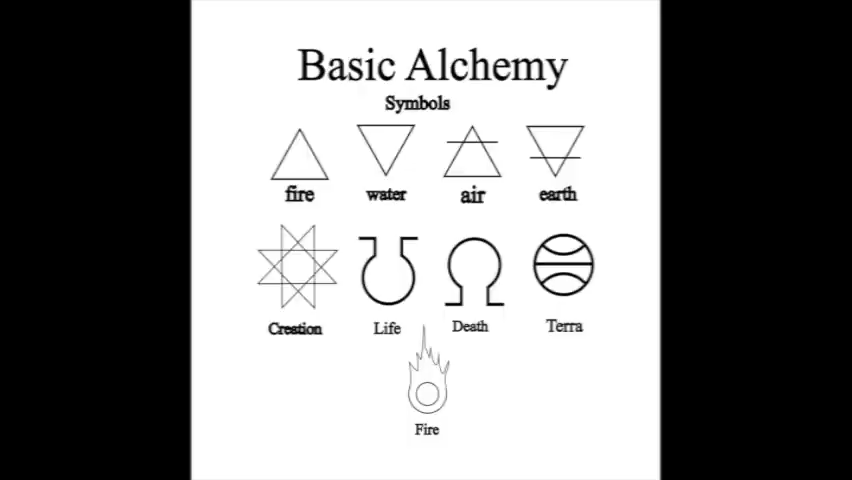 Basic Alchemy
Symbols
fire water air earth
Creation Life Death Terra
Fire